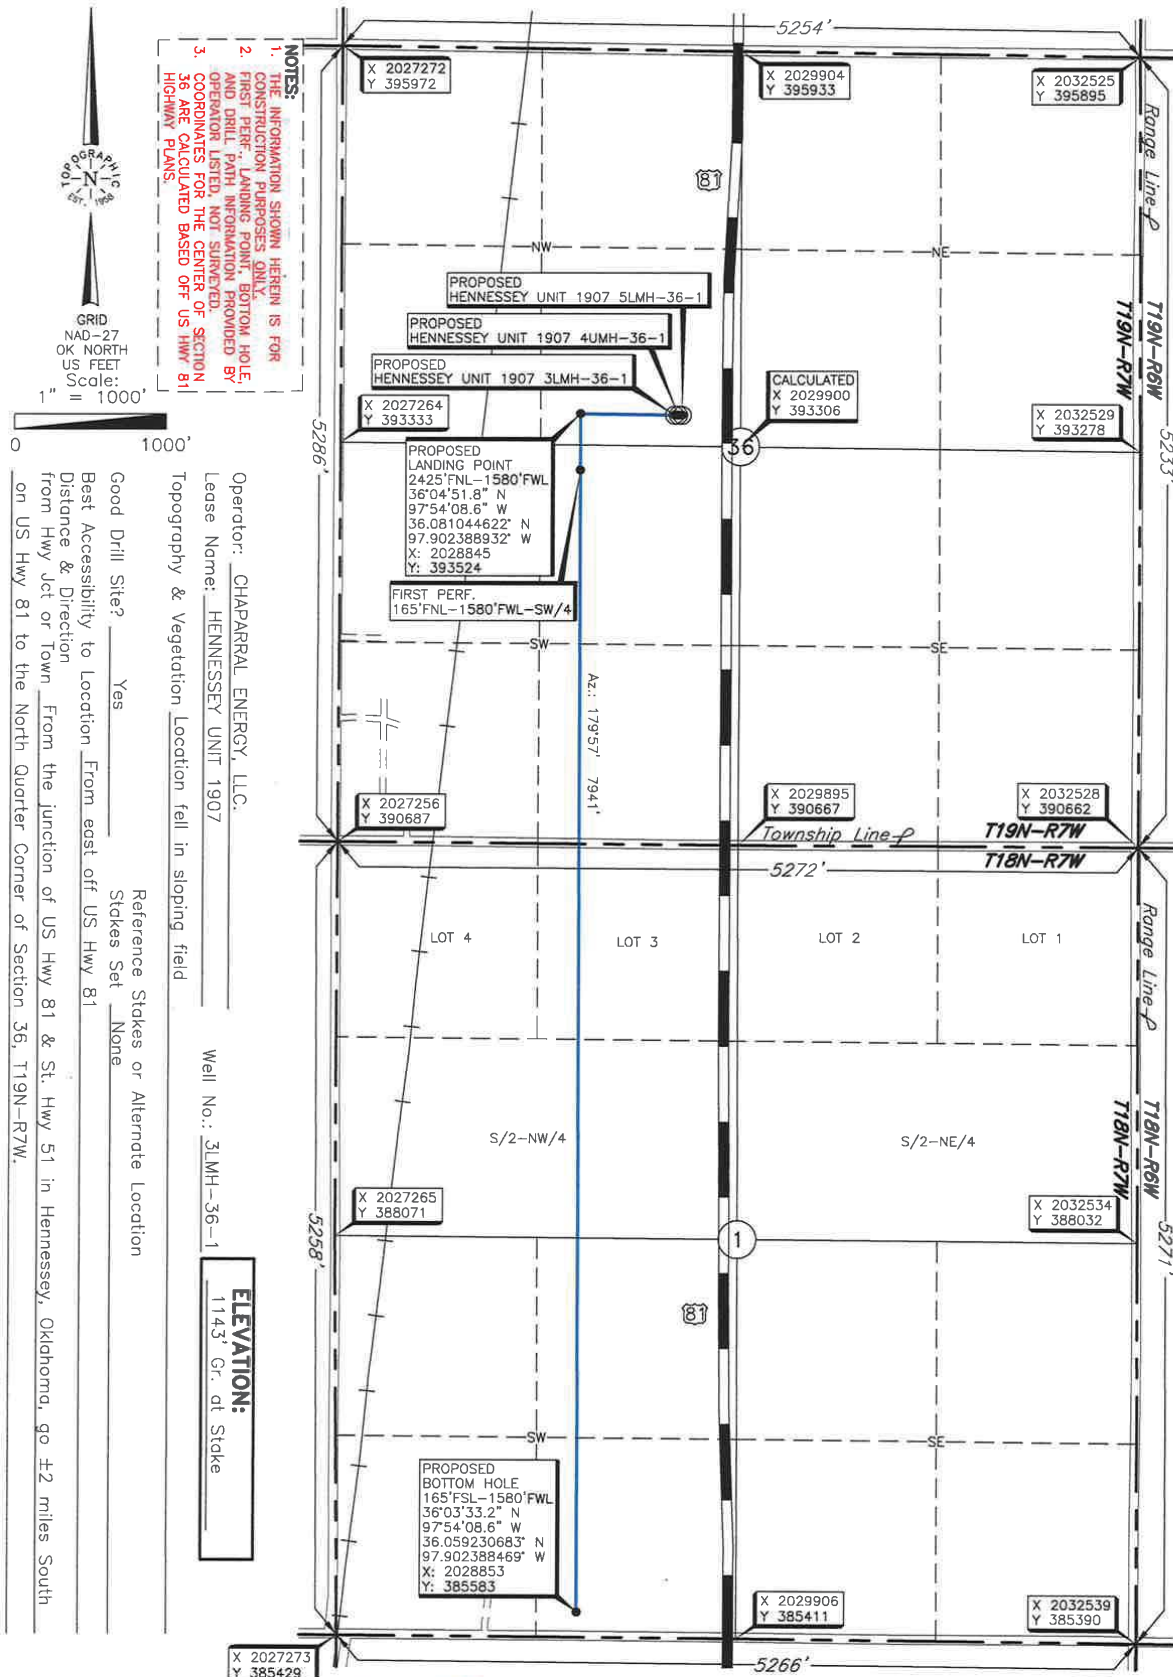 5254'
X 2027272
Y 395972
X 2029904
Y 395933
X 2032525
Y 395895
Range Line
NOTES:
1. THE INFORMATION SHOWN HEREIN IS FOR
CONSTRUCTION PURPOSES ONLY.
2. FIRST PERF., LANDING POINT, BOTTOM HOLE,
AND DRILL PATH INFORMATION PROVIDED BY
OPERATOR LISTED, NOT SURVEYED.
3. COORDINATES FOR THE CENTER OF SECTION
36 ARE CALCULATED BASED OFF US HWY 81
HIGHWAY PLANS.
TOPOGRAPHIC
N
EST. 1958
GRID
NAD-27
OK NORTH
US FEET
Scale:
1" = 1000'
0 1000'
81
NW
NE
T19N-R6W
T19N-R7W
PROPOSED
HENNESSEY UNIT 1907 5LMH-36-1
PROPOSED
HENNESSEY UNIT 1907 4UMH-36-1
PROPOSED
HENNESSEY UNIT 1907 3LMH-36-1
X 2027264
Y 393333
CALCULATED
X 2029900
Y 393306
X 2032529
Y 393278
36
5286'
5233'
PROPOSED
LANDING POINT
2425'FNL-1580'FWL
36°04'51.8" N
97°54'08.6" W
36.081044622° N
97.902388932° W
X: 2028845
Y: 393524
FIRST PERF.
165'FNL-1580'FWL-SW/4
SW
SE
Az.: 179°57' 7941'
X 2027256
Y 390687
X 2029895
Y 390667
X 2032528
Y 390662
Township Line
T19N-R7W
T18N-R7W
5272'
LOT 4
LOT 3
LOT 2
LOT 1
Range Line
T18N-R6W
T18N-R7W
S/2-NW/4
S/2-NE/4
X 2027265
Y 388071
X 2032534
Y 388032
1
5258'
5271'
81
SW
SE
PROPOSED
BOTTOM HOLE
165'FSL-1580'FWL
36°03'33.2" N
97°54'08.6" W
36.059230683° N
97.902388469° W
X: 2028853
Y: 385583
X 2029906
Y 385411
X 2032539
Y 385390
X 2027273
Y 385429
5266'
Operator: CHAPARRAL ENERGY, LLC.
Lease Name: HENNESSEY UNIT 1907 Well No.: 3LMH-36-1
ELEVATION:
1143' Gr. at Stake
Topography & Vegetation Location fell in sloping field
Good Drill Site? Yes
Reference Stakes or Alternate Location
Stakes Set None
Best Accessibility to Location From east off US Hwy 81
Distance & Direction
from Hwy Jct or Town From the junction of US Hwy 81 & St. Hwy 51 in Hennessey, Oklahoma, go ±2 miles South
on US Hwy 81 to the North Quarter Corner of Section 36, T19N-R7W.